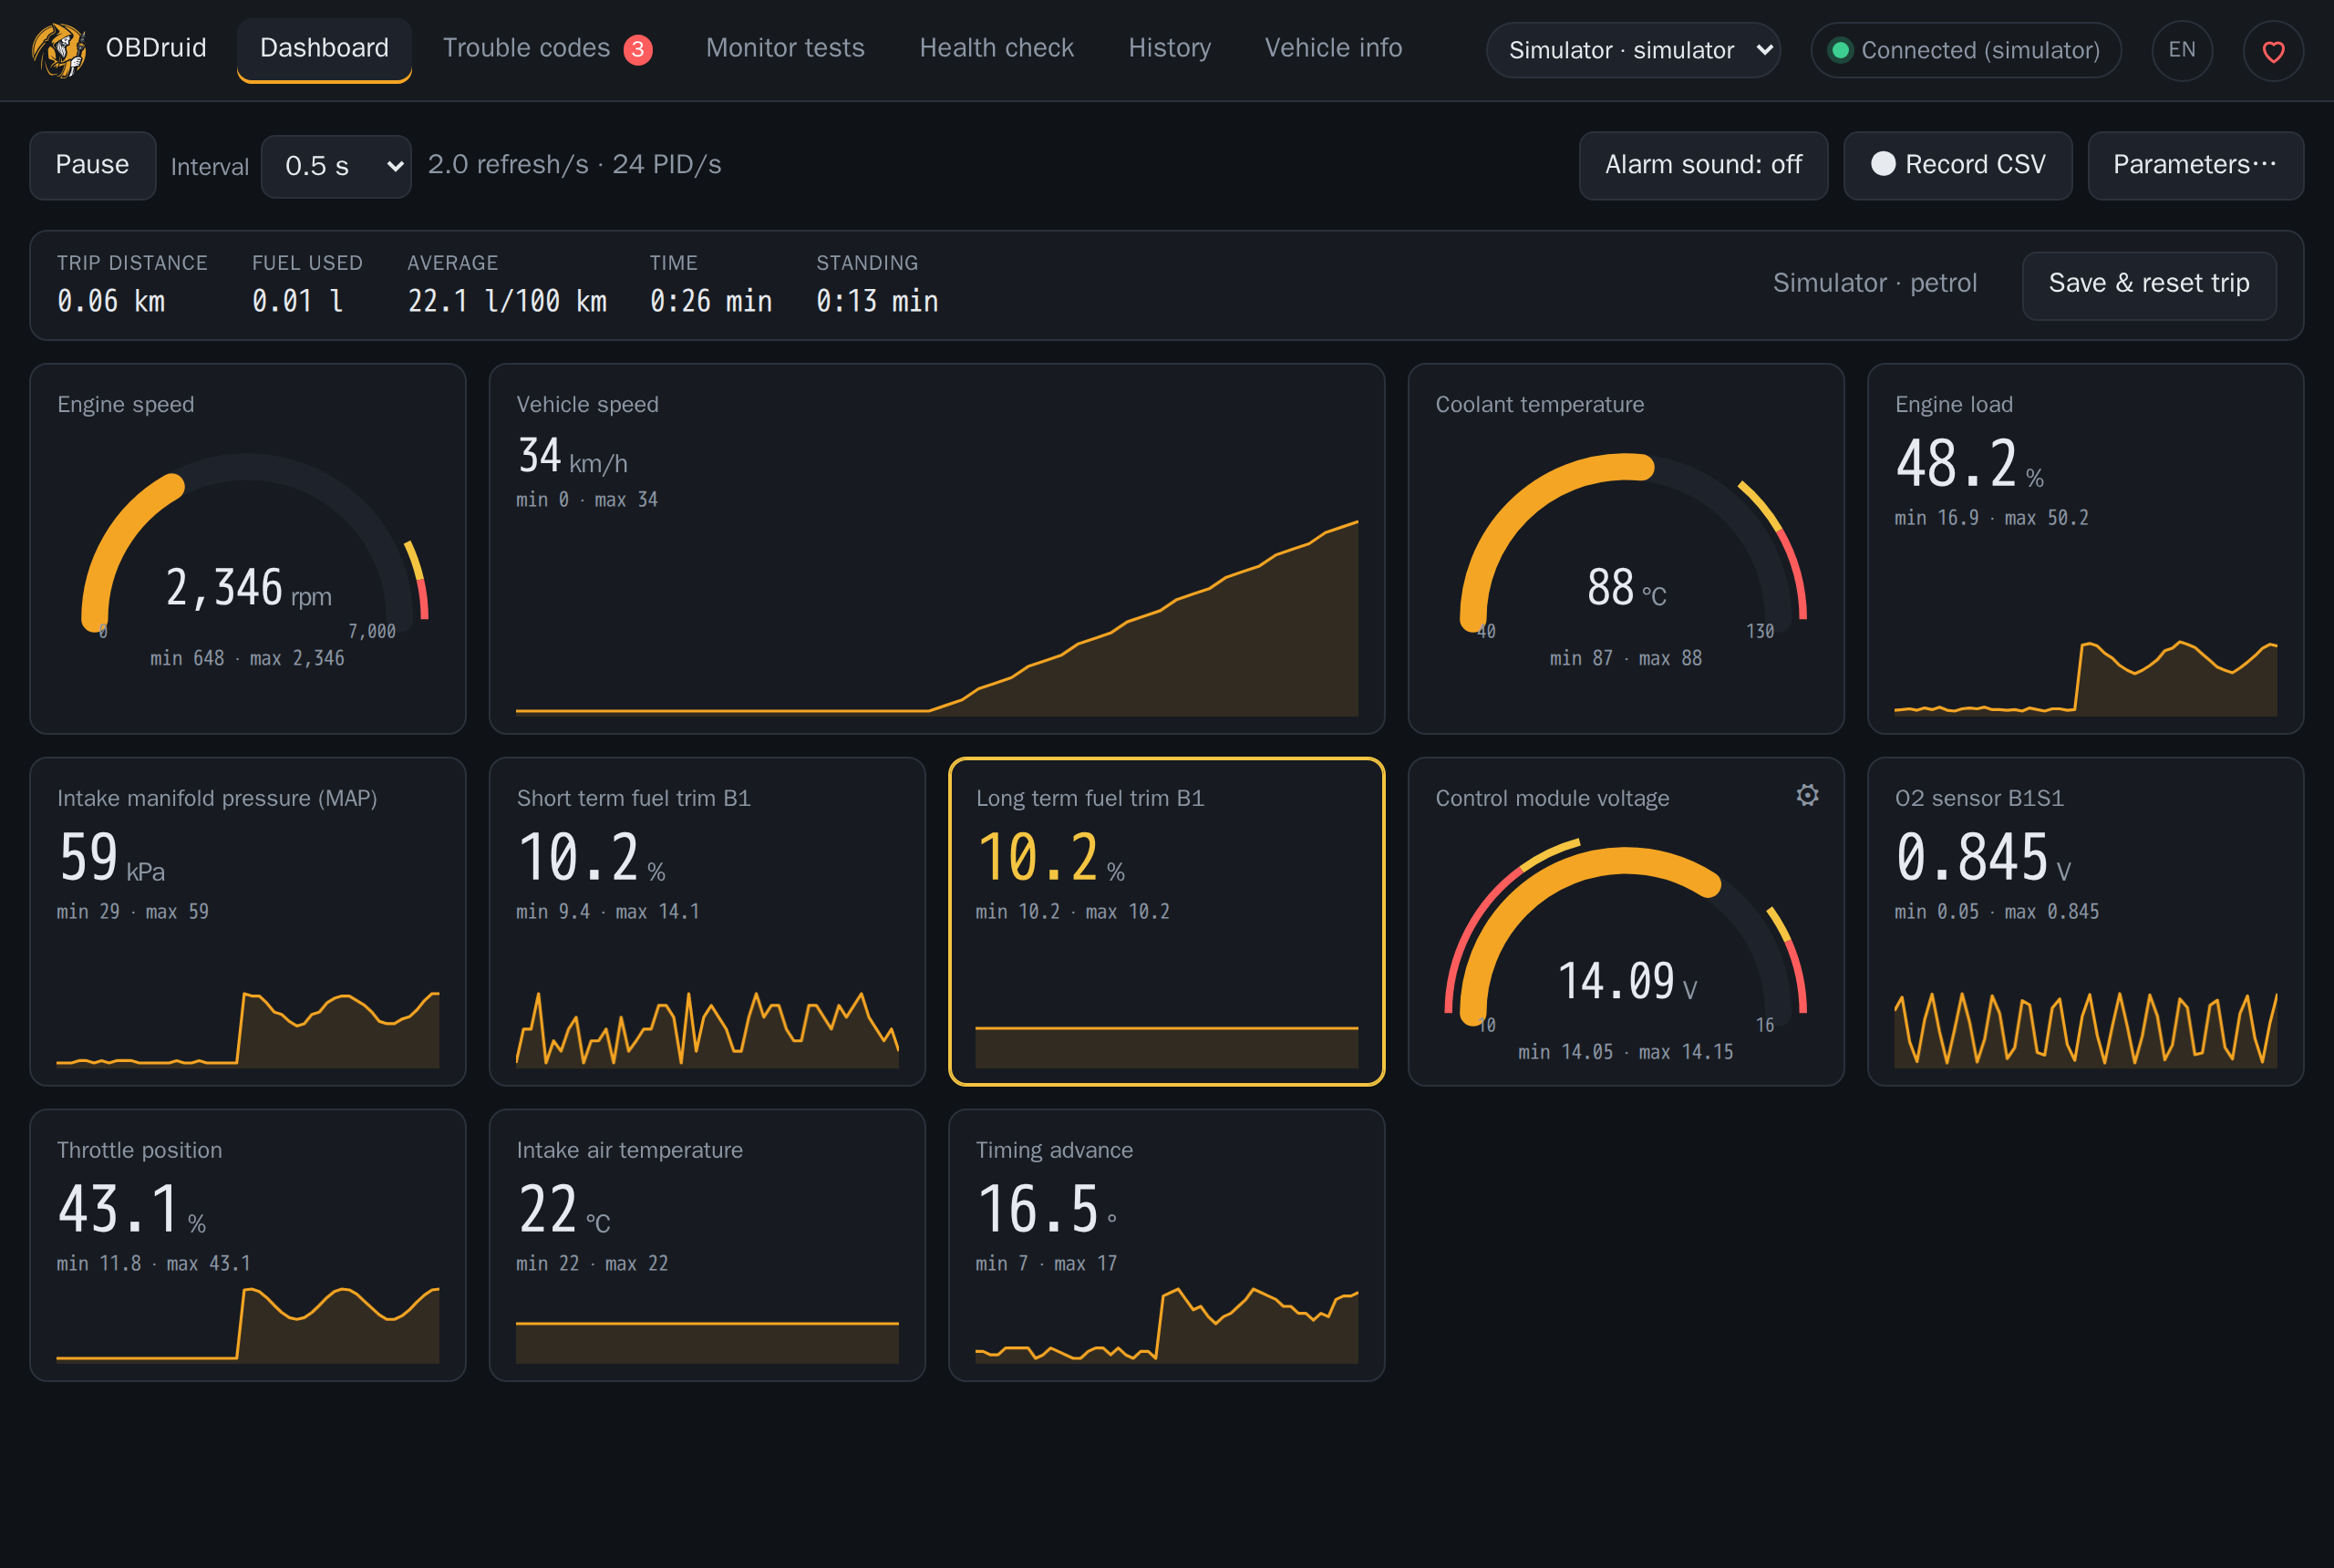 OBDruid Dashboard Trouble codes 3 Monitor tests Health check History Vehicle info Simulator · simulator Connected (simulator) EN
Pause Interval 0.5 s 2.0 refresh/s · 24 PID/s Alarm sound: off Record CSV Parameters···
TRIP DISTANCE FUEL USED AVERAGE TIME STANDING
0.06 km 0.01 l 22.1 l/100 km 0:26 min 0:13 min
Simulator · petrol Save & reset trip
Engine speed
2,346 rpm
0 7,000
min 648 · max 2,346
Vehicle speed
34 km/h
min 0 · max 34
Coolant temperature
88 °C
40 130
min 87 · max 88
Engine load
48.2 %
min 16.9 · max 50.2
Intake manifold pressure (MAP)
59 kPa
min 29 · max 59
Short term fuel trim B1
10.2 %
min 9.4 · max 14.1
Long term fuel trim B1
10.2 %
min 10.2 · max 10.2
Control module voltage
14.09 V
10 16
min 14.05 · max 14.15
O2 sensor B1S1
0.845 V
min 0.05 · max 0.845
Throttle position
43.1 %
min 11.8 · max 43.1
Intake air temperature
22 °C
min 22 · max 22
Timing advance
16.5 °
min 7 · max 17